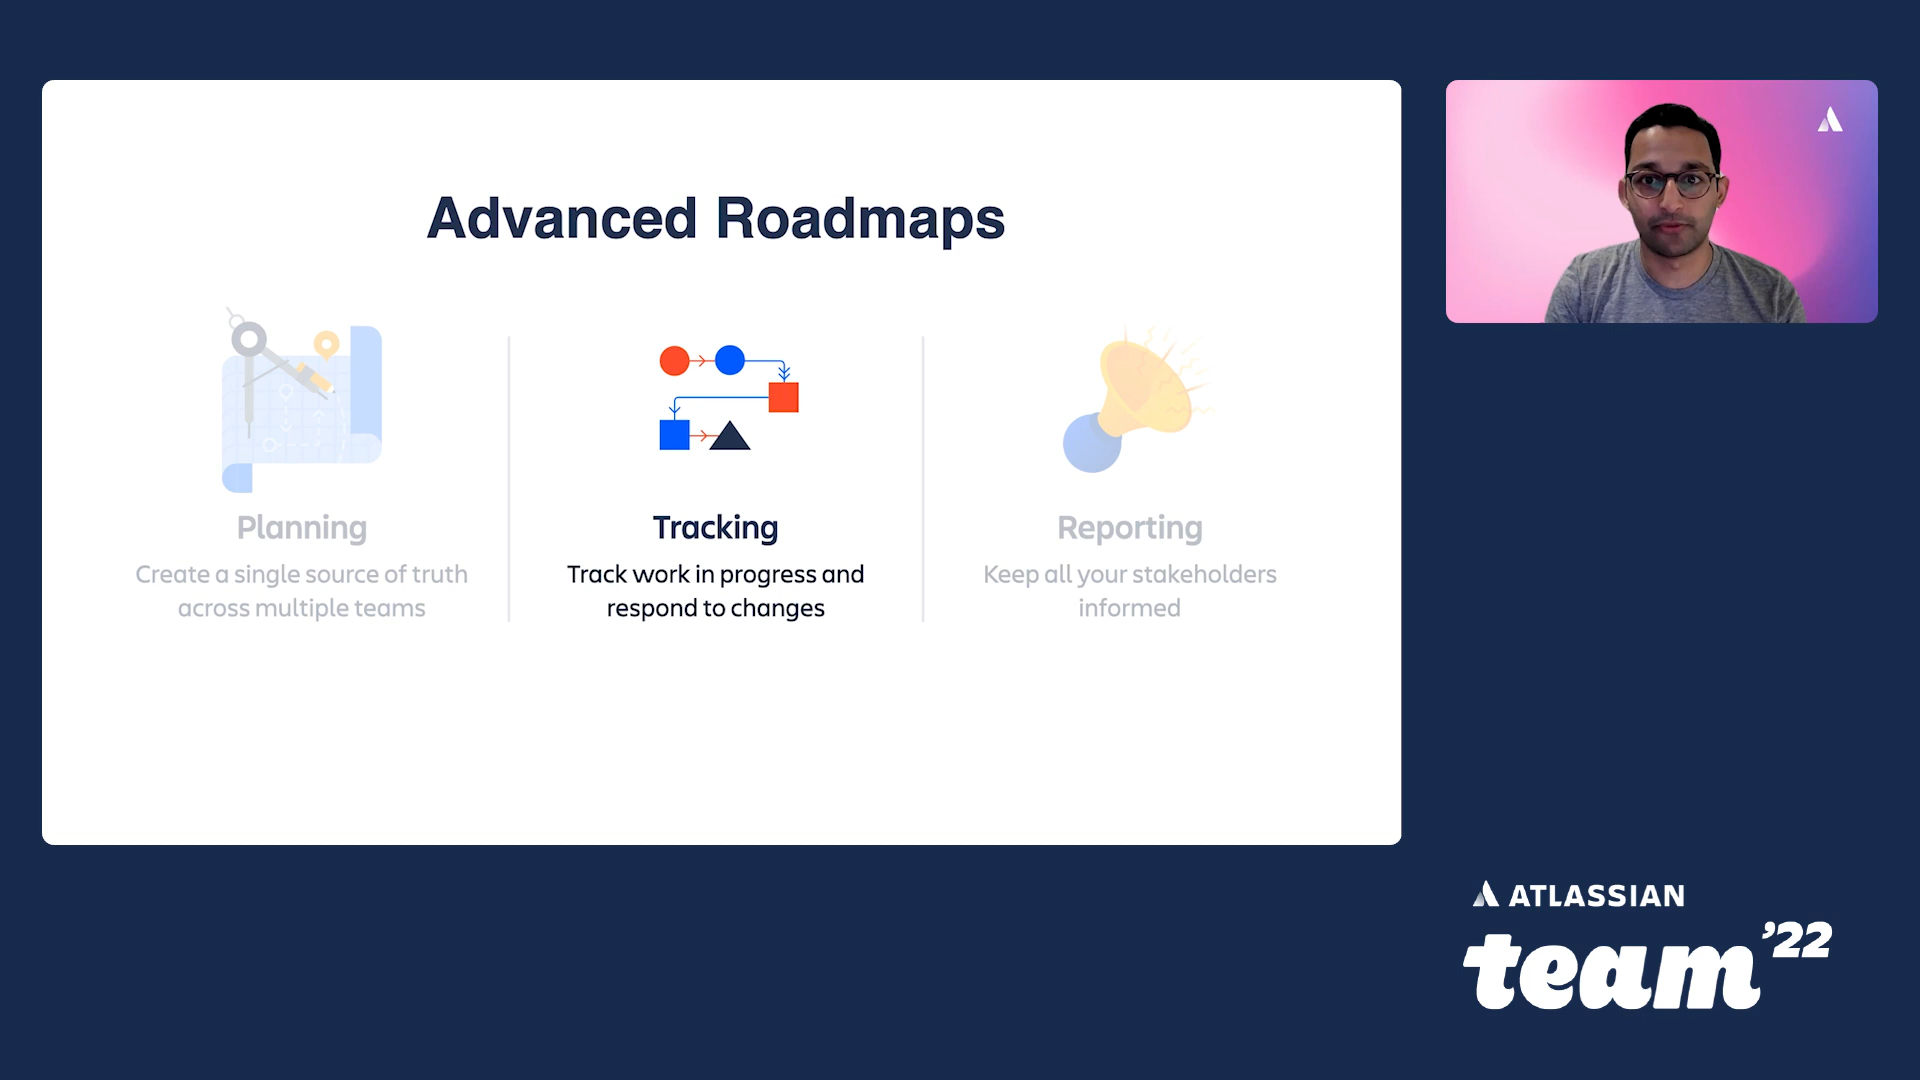 Advanced Roadmaps
Planning
Create a single source of truth
across multiple teams
Tracking
Track work in progress and
respond to changes
Reporting
Keep all your stakeholders
informed
ATLASSIAN
team '22